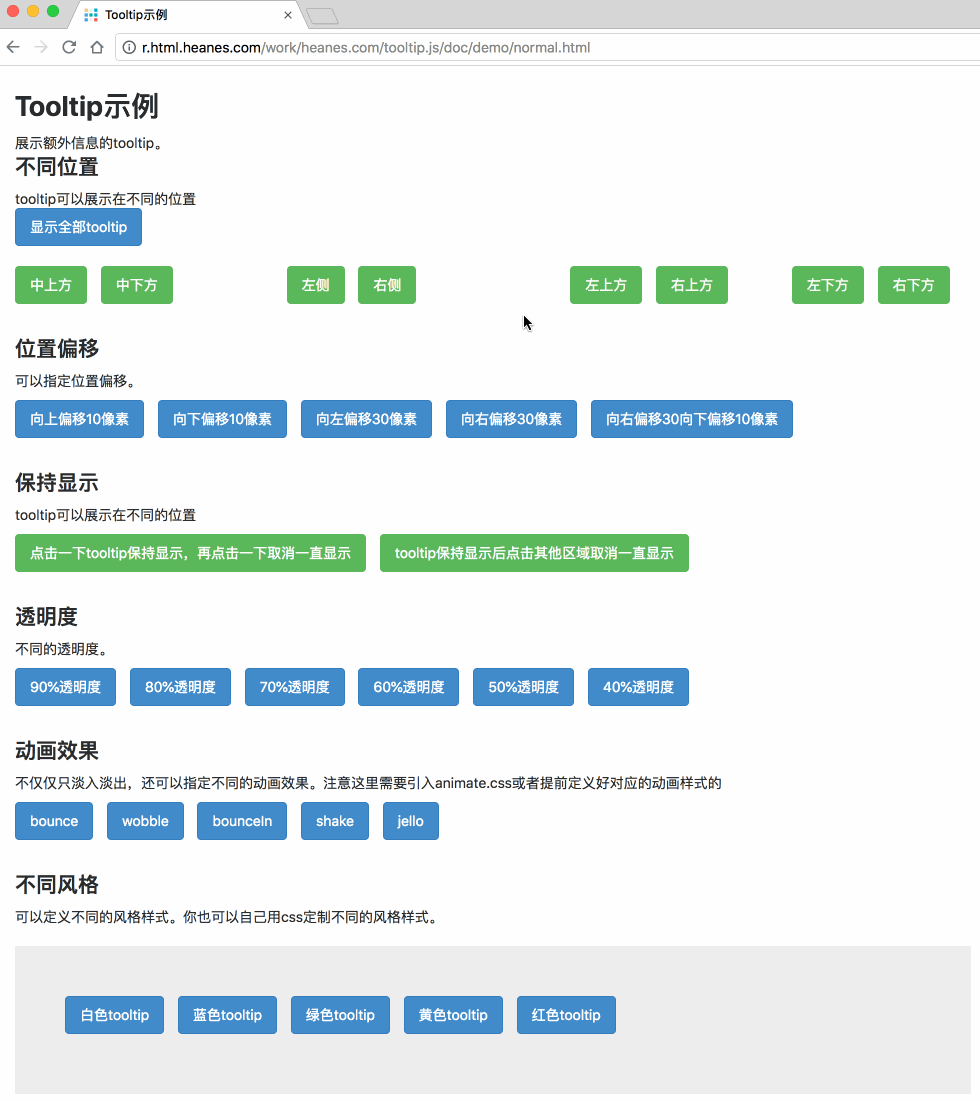 Tooltip示例
r.html.heanes.com/work/heanes.com/tooltip.js/doc/demo/normal.html
Tooltip示例
展示额外信息的tooltip。
不同位置
tooltip可以展示在不同的位置
显示全部tooltip
中上方 中下方 左侧 右侧 左上方 右上方 左下方 右下方
位置偏移
可以指定位置偏移。
向上偏移10像素 向下偏移10像素 向左偏移30像素 向右偏移30像素 向右偏移30向下偏移10像素
保持显示
tooltip可以展示在不同的位置
点击一下tooltip保持显示，再点击一下取消一直显示 tooltip保持显示后点击其他区域取消一直显示
透明度
不同的透明度。
90%透明度 80%透明度 70%透明度 60%透明度 50%透明度 40%透明度
动画效果
不仅仅只淡入淡出，还可以指定不同的动画效果。注意这里需要引入animate.css或者提前定义好对应的动画样式的
bounce wobble bounceIn shake jello
不同风格
可以定义不同的风格样式。你也可以自己用css定制不同的风格样式。
白色tooltip 蓝色tooltip 绿色tooltip 黄色tooltip 红色tooltip